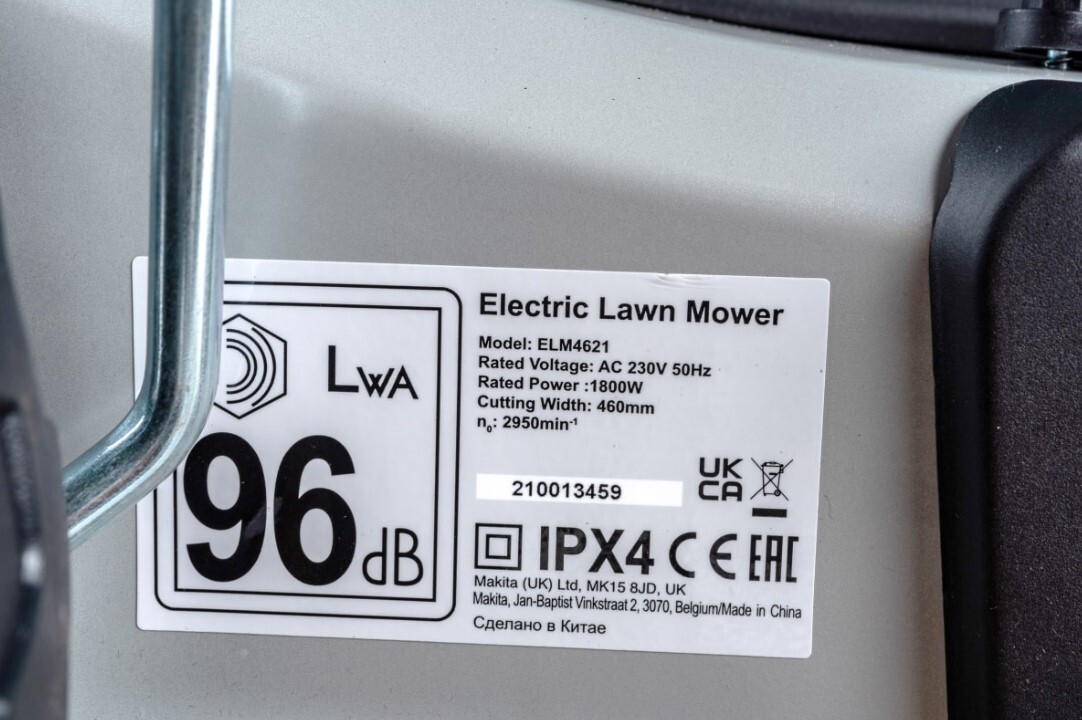 LWA
96 dB
Electric Lawn Mower
Model: ELM4621
Rated Voltage: AC 230V 50Hz
Rated Power :1800W
Cutting Width: 460mm
n₀: 2950min⁻¹
UK
CA
210013459
IPX4 CE EAC
Makita (UK) Ltd, MK15 8JD, UK
Makita, Jan-Baptist Vinkstraat 2, 3070, Belgium/Made in China
Сделано в Китае